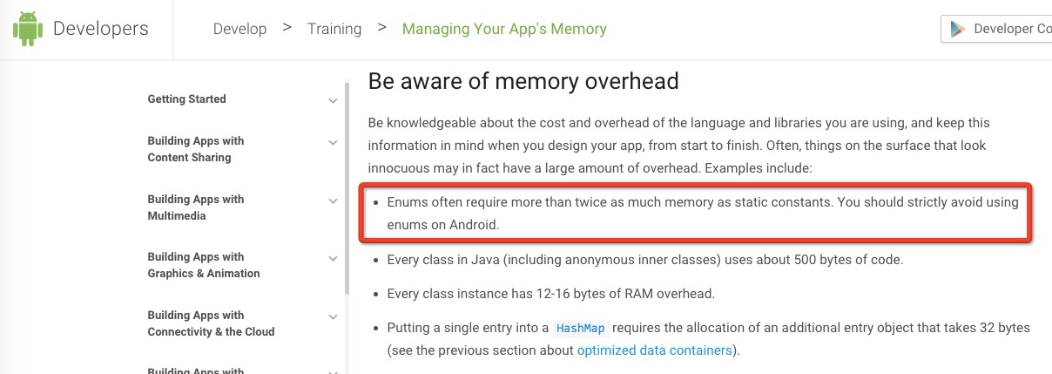 Developers
Develop > Training > Managing Your App's Memory
Developer Co
Getting Started
Building Apps with
Content Sharing
Building Apps with
Multimedia
Building Apps with
Graphics & Animation
Building Apps with
Connectivity & the Cloud
Building Apps with
Be aware of memory overhead
Be knowledgeable about the cost and overhead of the language and libraries you are using, and keep this
information in mind when you design your app, from start to finish. Often, things on the surface that look
innocuous may in fact have a large amount of overhead. Examples include:
• Enums often require more than twice as much memory as static constants. You should strictly avoid using
enums on Android.
• Every class in Java (including anonymous inner classes) uses about 500 bytes of code.
• Every class instance has 12-16 bytes of RAM overhead.
• Putting a single entry into a HashMap requires the allocation of an additional entry object that takes 32 bytes
(see the previous section about optimized data containers).